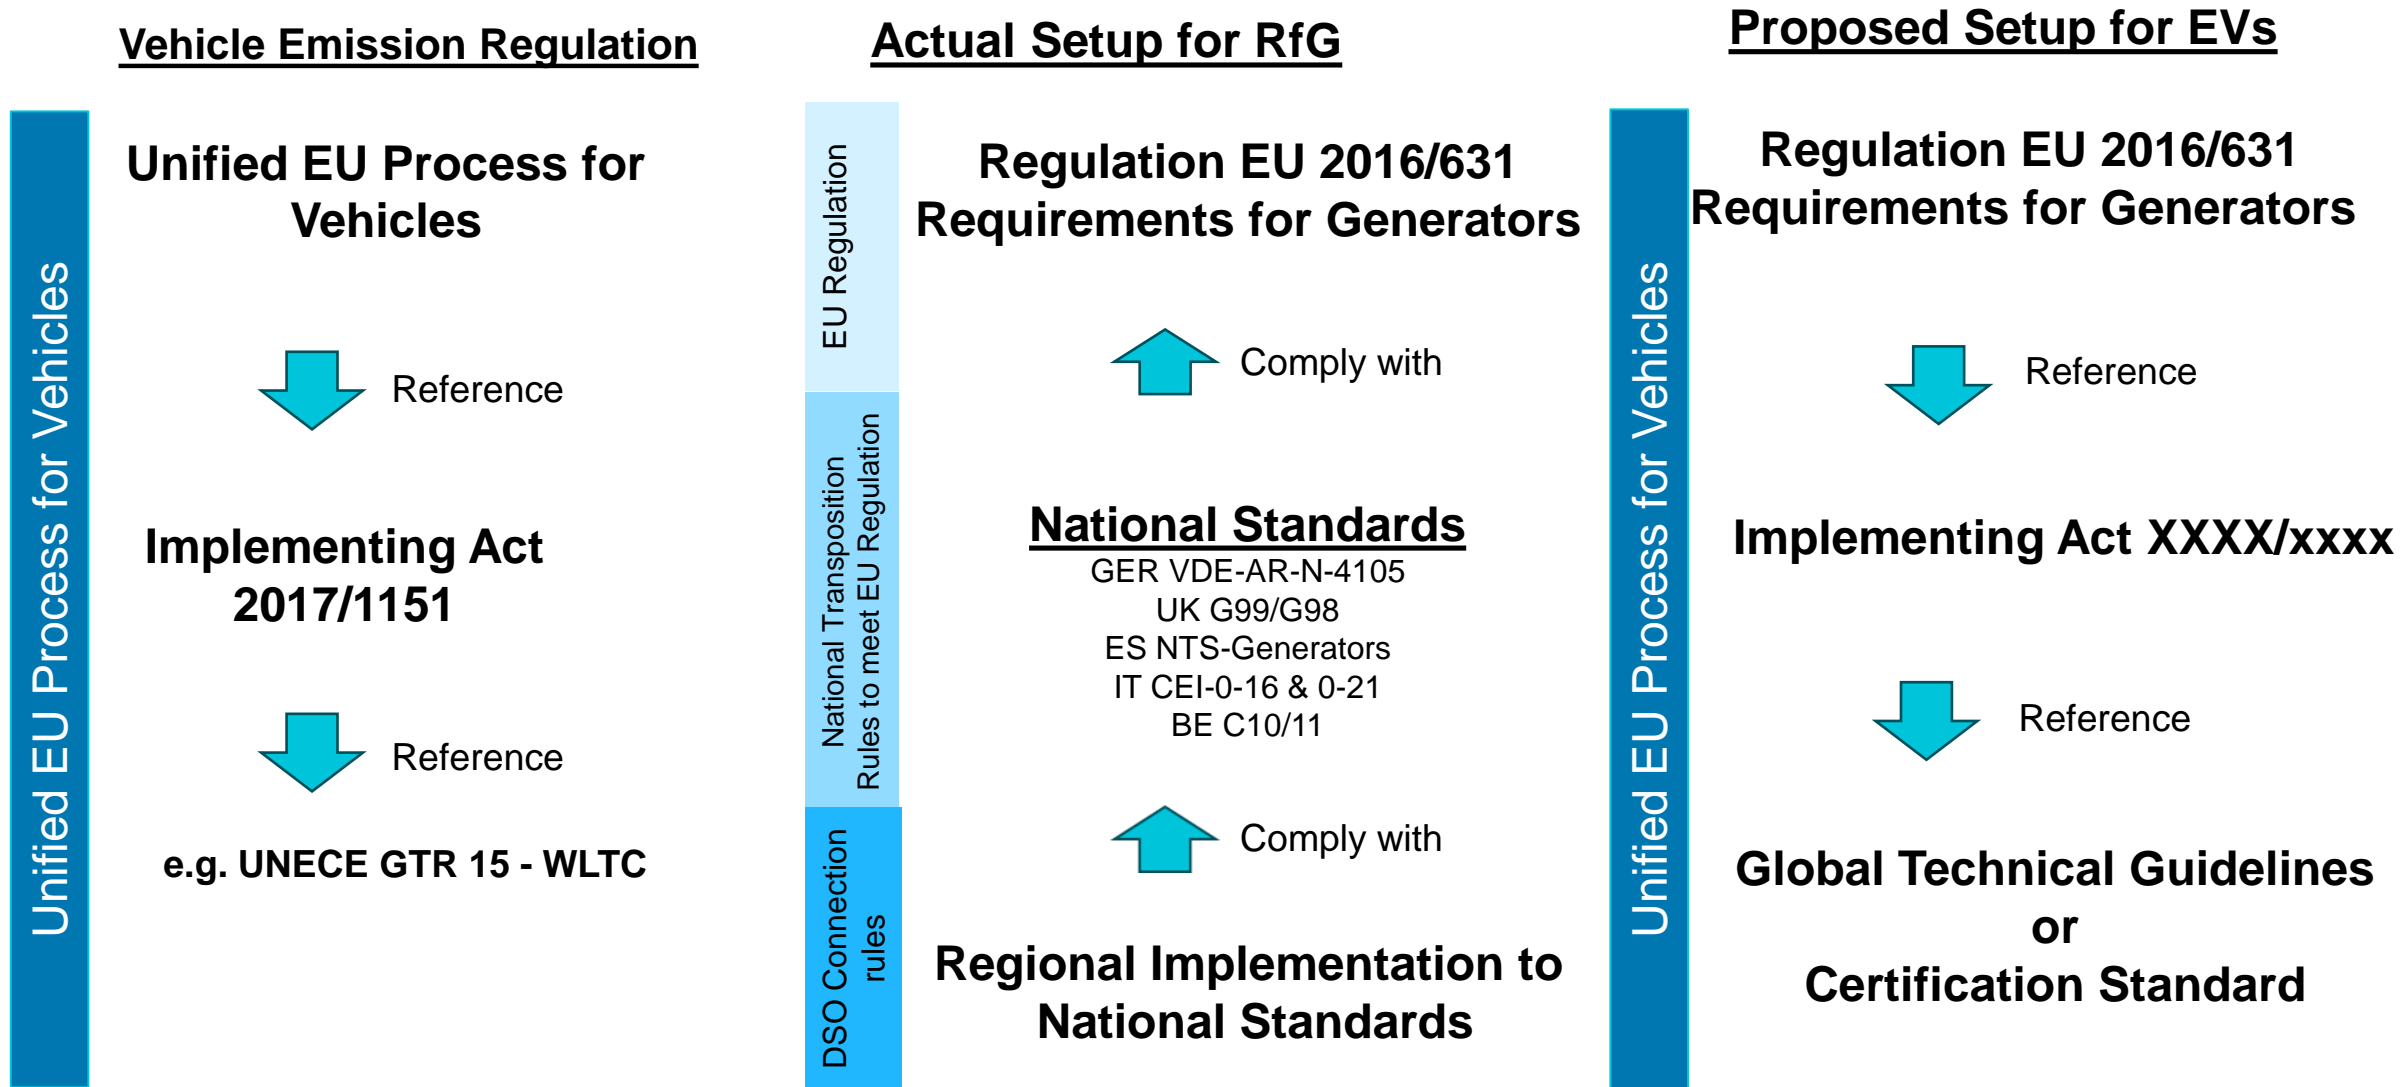 Vehicle Emission Regulation
Unified EU Process for Vehicles
Unified EU Process for
Vehicles
Reference
Implementing Act
2017/1151
Reference
e.g. UNECE GTR 15 - WLTC
Actual Setup for RfG
EU Regulation
Regulation EU 2016/631
Requirements for Generators
Comply with
National Transposition
Rules to meet EU Regulation
National Standards
GER VDE-AR-N-4105
UK G99/G98
ES NTS-Generators
IT CEI-0-16 & 0-21
BE C10/11
Comply with
DSO Connection
rules
Regional Implementation to
National Standards
Proposed Setup for EVs
Unified EU Process for Vehicles
Regulation EU 2016/631
Requirements for Generators
Reference
Implementing Act XXXX/xxxx
Reference
Global Technical Guidelines
or
Certification Standard